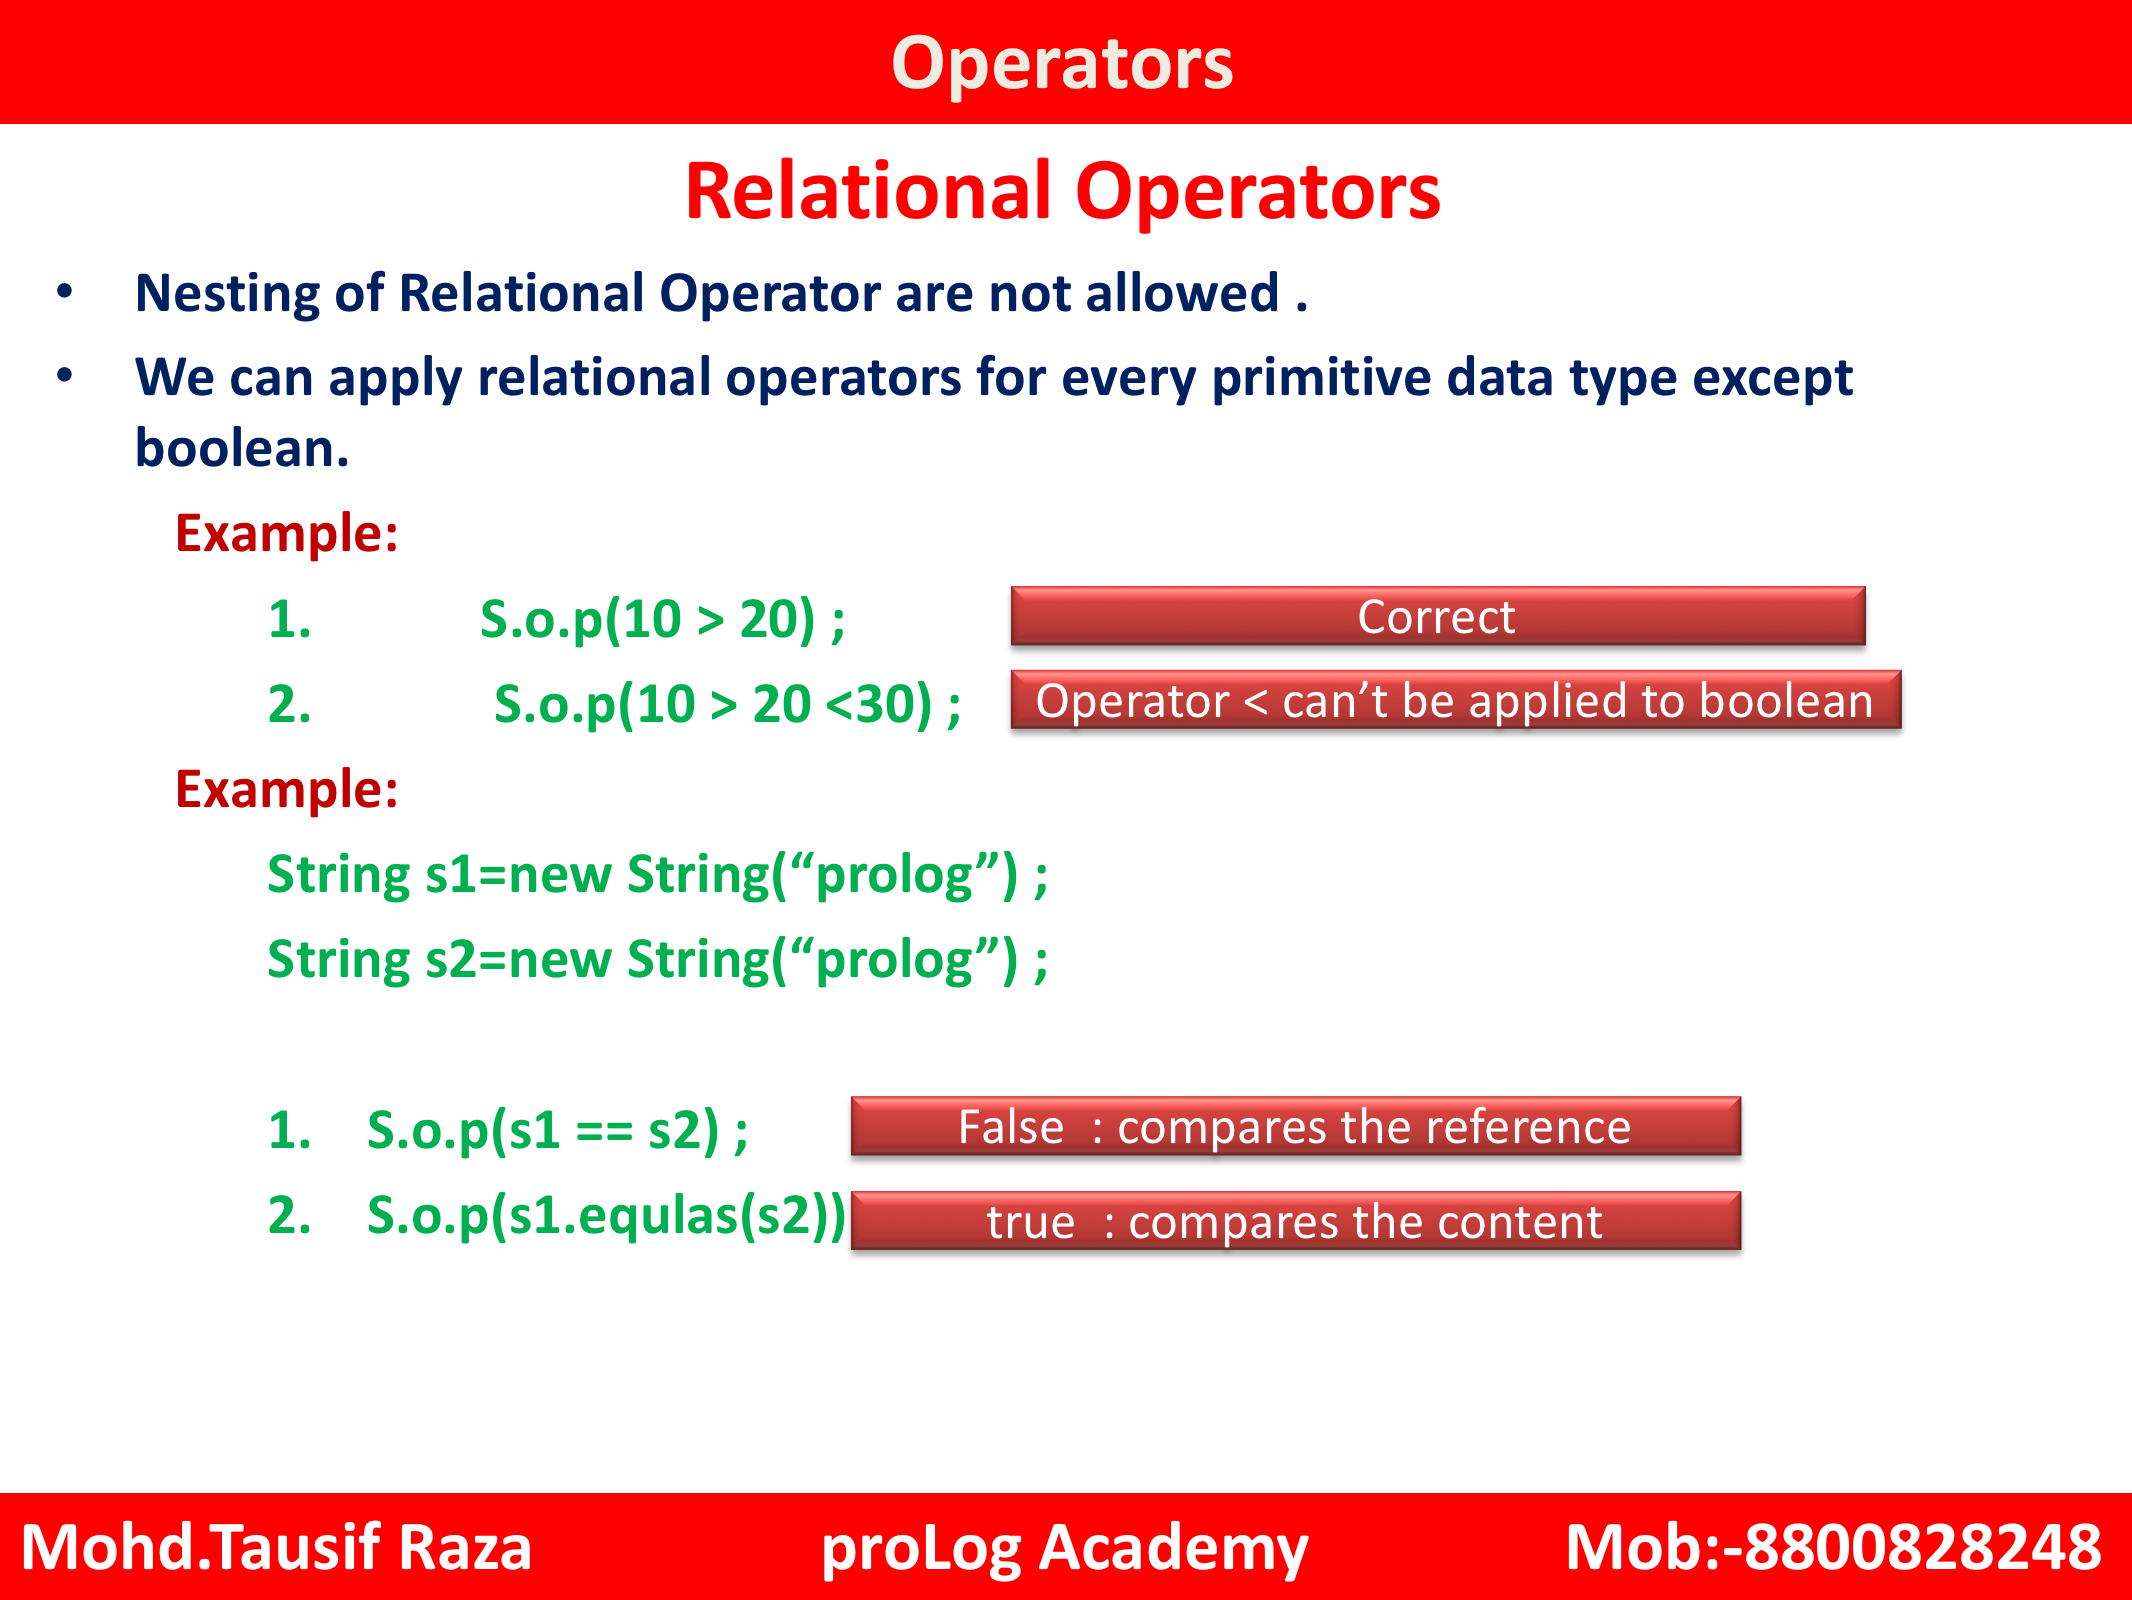 Operators
Relational Operators
• Nesting of Relational Operator are not allowed .
• We can apply relational operators for every primitive data type except
boolean.
Example:
1. S.o.p(10 > 20) ; Correct
2. S.o.p(10 > 20 <30) ; Operator < can’t be applied to boolean
Example:
String s1=new String(“prolog”) ;
String s2=new String(“prolog”) ;
1. S.o.p(s1 == s2) ; False : compares the reference
2. S.o.p(s1.equlas(s2)) true : compares the content
Mohd.Tausif Raza proLog Academy Mob:-8800828248